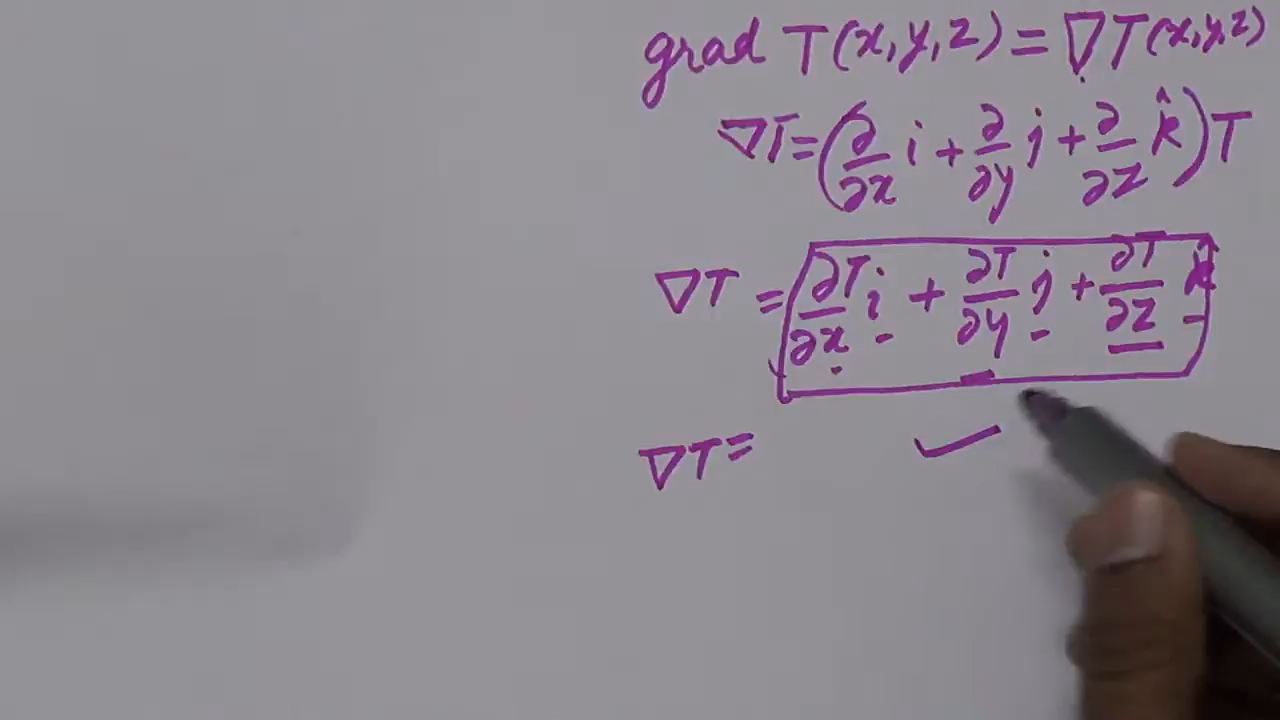 grad T(x,y,z) = ∇T(x,y,z)
∇T = (∂/∂x i + ∂/∂y j + ∂/∂z k̂) T
∇T = ∂T/∂x i + ∂T/∂y j + ∂T/∂z k̂
∇T =